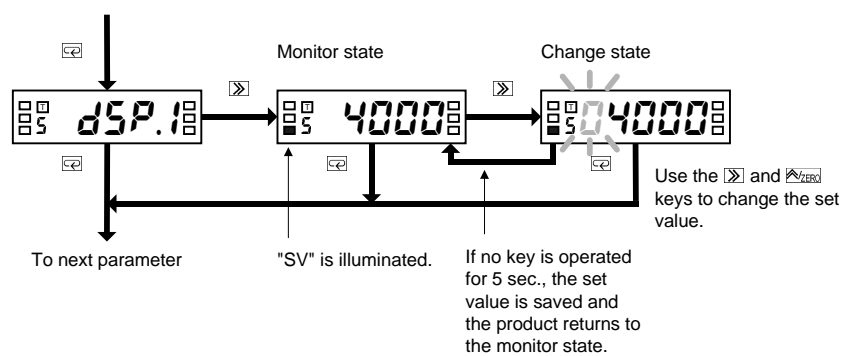 Monitor state
Change state
T
S
dSP.1
T
S
4000
T
S
04000
Use the and /ZERO
keys to change the set
value.
To next parameter
"SV" is illuminated.
If no key is operated
for 5 sec., the set
value is saved and
the product returns to
the monitor state.